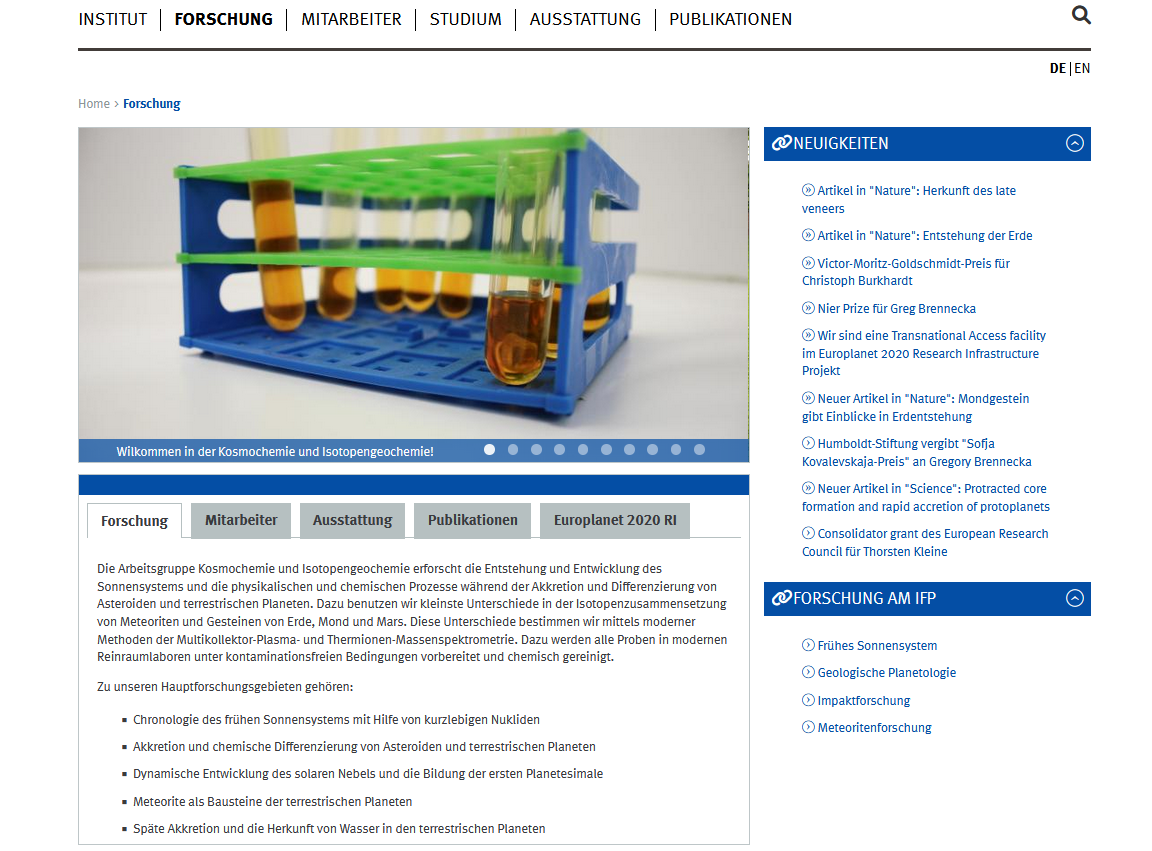 INSTITUT | FORSCHUNG | MITARBEITER | STUDIUM | AUSSTATTUNG | PUBLIKATIONEN
DE | EN
Home > Forschung
Wilkommen in der Kosmochemie und Isotopengeochemie!
Forschung Mitarbeiter Ausstattung Publikationen Europlanet 2020 RI
Die Arbeitsgruppe Kosmochemie und Isotopengeochemie erforscht die Entstehung und Entwicklung des
Sonnensystems und die physikalischen und chemischen Prozesse während der Akkretion und Differenzierung von
Asteroiden und terrestrischen Planeten. Dazu benutzen wir kleinste Unterschiede in der Isotopenzusammensetzung
von Meteoriten und Gesteinen von Erde, Mond und Mars. Diese Unterschiede bestimmen wir mittels moderner
Methoden der Multikollektor-Plasma- und Thermionen-Massenspektrometrie. Dazu werden alle Proben in modernen
Reinraumlaboren unter kontaminationsfreien Bedingungen vorbereitet und chemisch gereinigt.
Zu unseren Hauptforschungsgebieten gehören:
▪ Chronologie des frühen Sonnensystems mit Hilfe von kurzlebigen Nukliden
▪ Akkretion und chemische Differenzierung von Asteroiden und terrestrischen Planeten
▪ Dynamische Entwicklung des solaren Nebels und die Bildung der ersten Planetesimale
▪ Meteorite als Bausteine der terrestrischen Planeten
▪ Späte Akkretion und die Herkunft von Wasser in den terrestrischen Planeten
NEUIGKEITEN
Artikel in "Nature": Herkunft des late
veneers
Artikel in "Nature": Entstehung der Erde
Victor-Moritz-Goldschmidt-Preis für
Christoph Burkhardt
Nier Prize für Greg Brennecka
Wir sind eine Transnational Access facility
im Europlanet 2020 Research Infrastructure
Projekt
Neuer Artikel in "Nature": Mondgestein
gibt Einblicke in Erdentstehung
Humboldt-Stiftung vergibt "Sofja
Kovalevskaja-Preis" an Gregory Brennecka
Neuer Artikel in "Science": Protracted core
formation and rapid accretion of protoplanets
Consolidator grant des European Research
Council für Thorsten Kleine
FORSCHUNG AM IFP
Frühes Sonnensystem
Geologische Planetologie
Impaktforschung
Meteoritenforschung